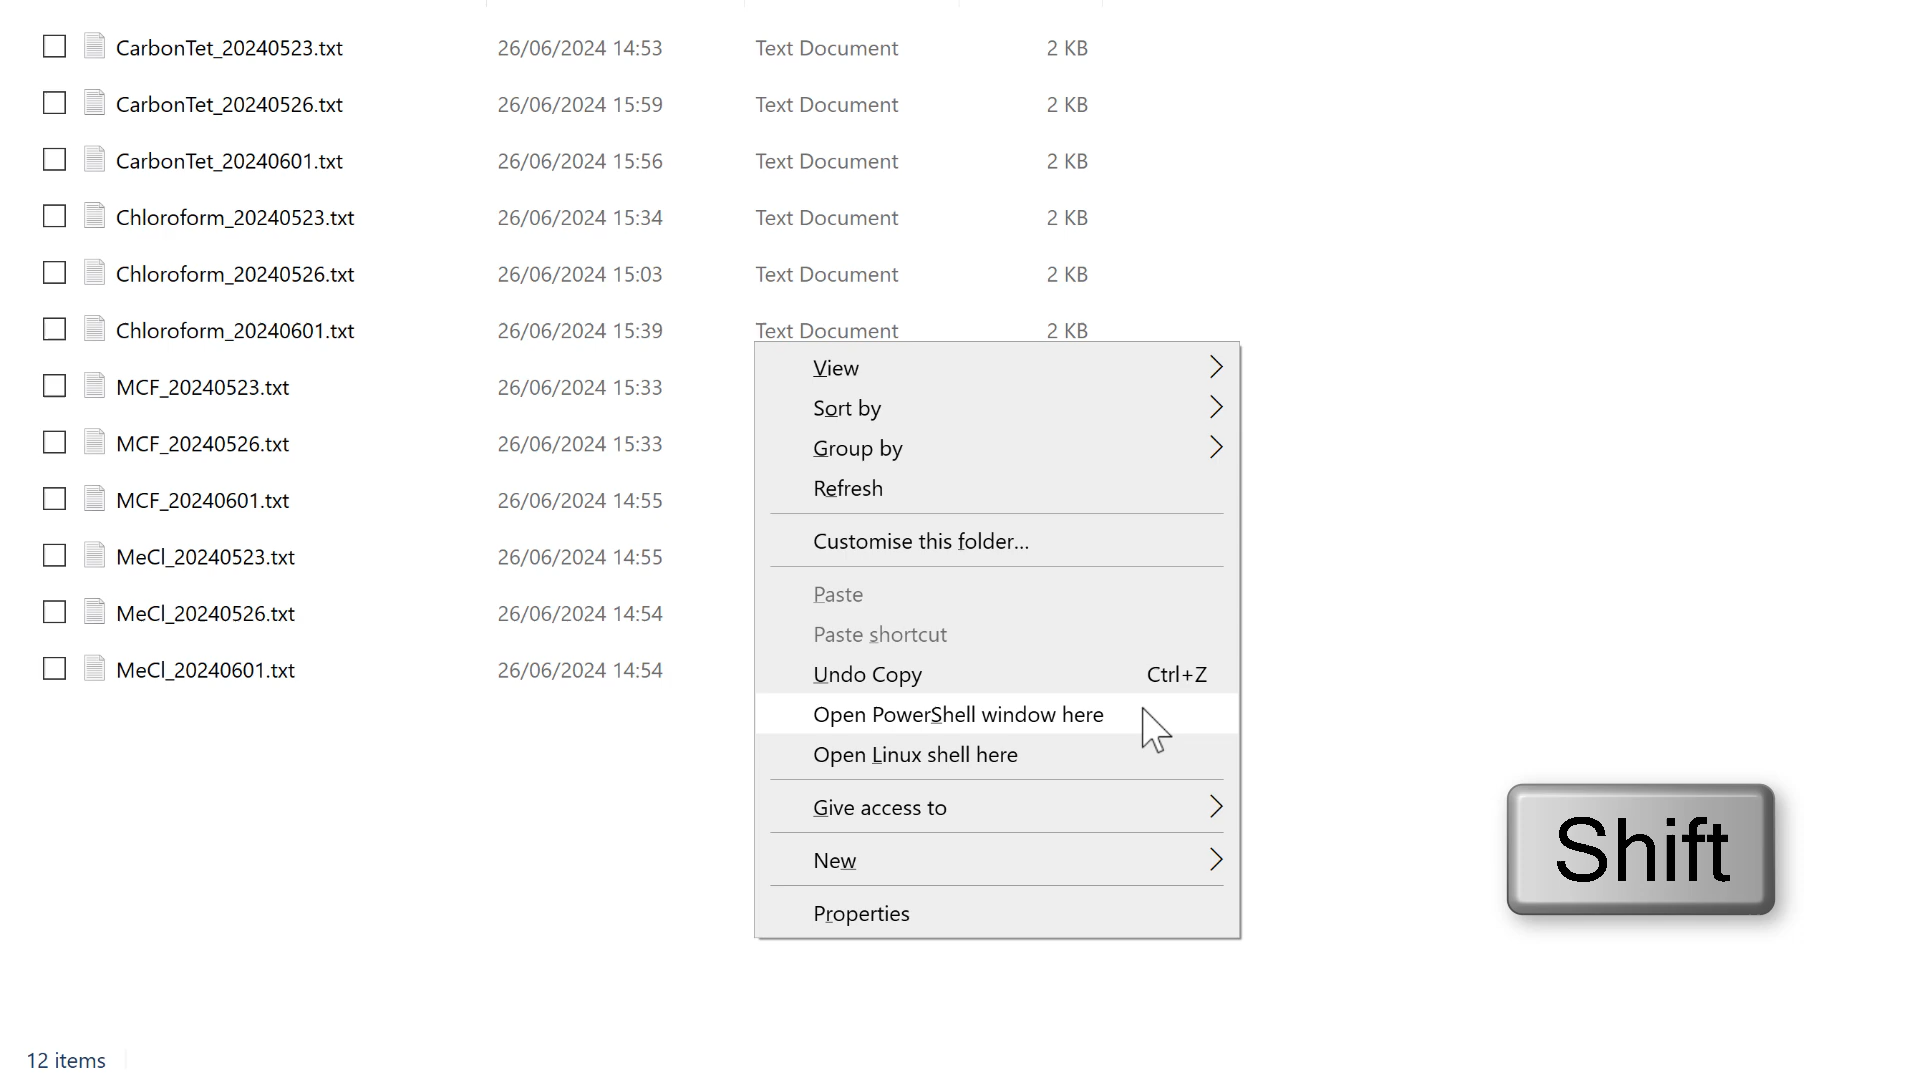 CarbonTet_20240523.txt 26/06/2024 14:53 Text Document 2 KB
CarbonTet_20240526.txt 26/06/2024 15:59 Text Document 2 KB
CarbonTet_20240601.txt 26/06/2024 15:56 Text Document 2 KB
Chloroform_20240523.txt 26/06/2024 15:34 Text Document 2 KB
Chloroform_20240526.txt 26/06/2024 15:03 Text Document 2 KB
Chloroform_20240601.txt 26/06/2024 15:39 Text Document 2 KB
MCF_20240523.txt 26/06/2024 15:33
MCF_20240526.txt 26/06/2024 15:33
MCF_20240601.txt 26/06/2024 14:55
MeCl_20240523.txt 26/06/2024 14:55
MeCl_20240526.txt 26/06/2024 14:54
MeCl_20240601.txt 26/06/2024 14:54
View
Sort by
Group by
Refresh
Customise this folder...
Paste
Paste shortcut
Undo Copy Ctrl+Z
Open PowerShell window here
Open Linux shell here
Give access to
New
Properties
Shift
12 items